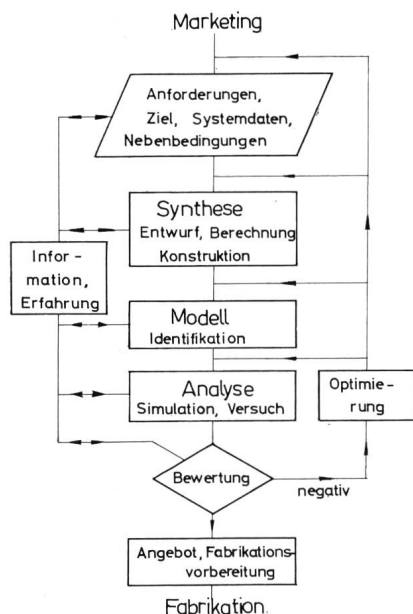 Marketing
Anforderungen,
Ziel, Systemdaten,
Nebenbedingungen
Synthese
Entwurf, Berechnung
Konstruktion
Infor-
mation,
Erfahrung
Modell
Identifikation
Analyse
Simulation, Versuch
Optimie-
rung
Bewertung
negativ
Angebot, Fabrikations-
vorbereitung
Fabrikation